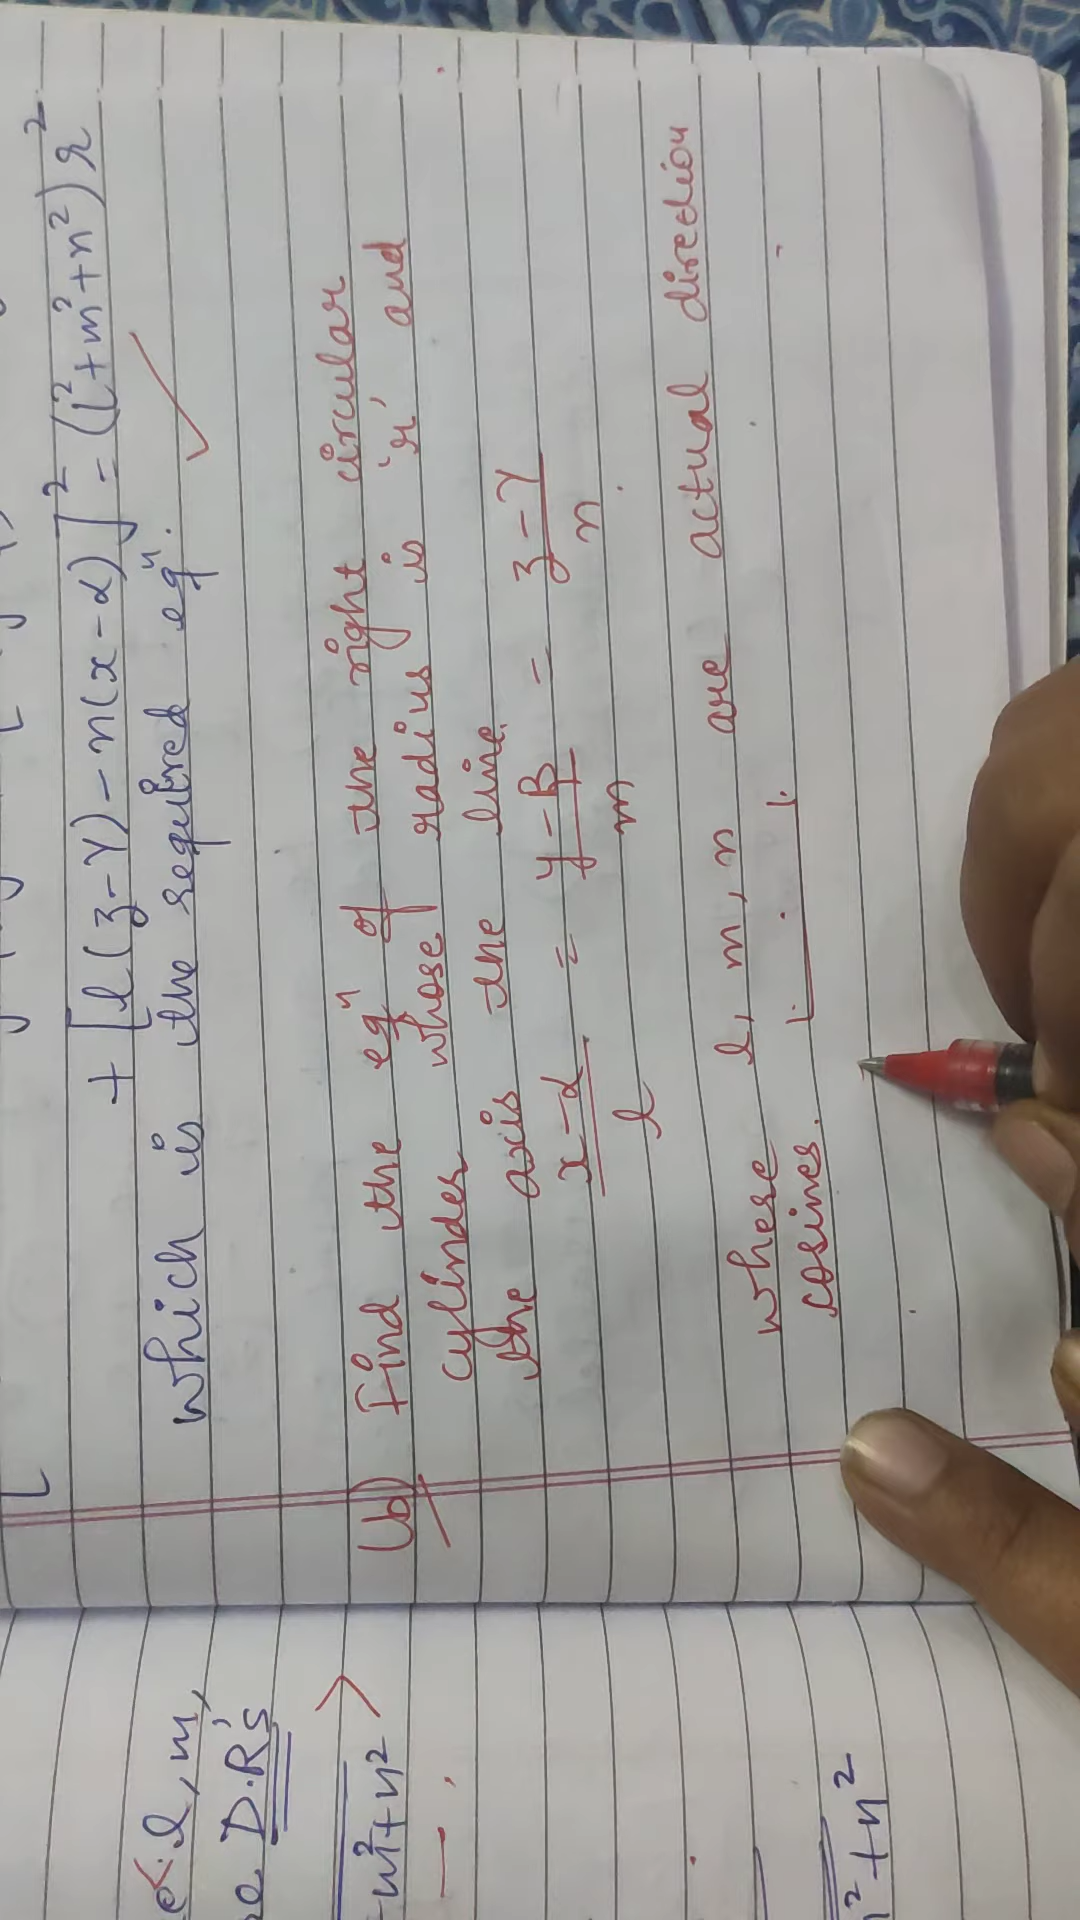 + [l(z-γ) - n(x-α)]² = (l²+m²+n²) r²
which is the required eqⁿ.
(b) Find the eqⁿ of the right circular
cylinder whose radius is 'r' and
the axis the line
x-α/l = y-β/m = z-γ/n.
where l, m, n are actual direction
cosines.
l, m,
D.R's
m²+n²
²+n²